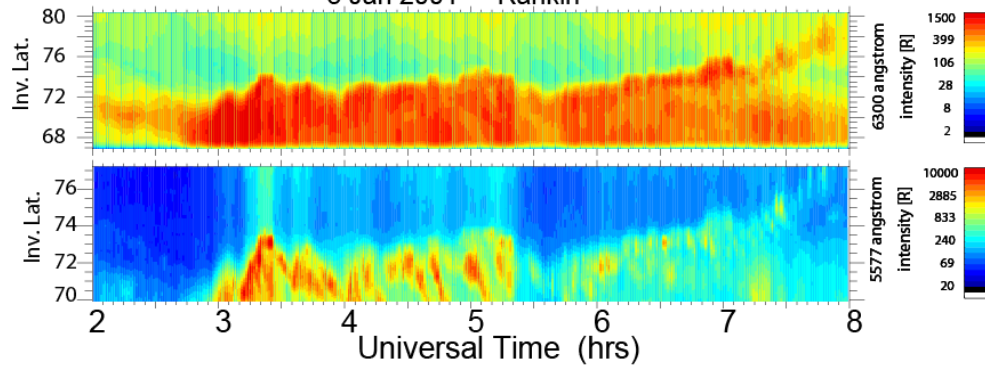 80
76
72
68
Inv. Lat.
1500
399
106
28
8
2
6300 angstrom
intensity [R]
76
74
72
70
Inv. Lat.
10000
2885
833
240
69
20
5577 angstrom
intensity [R]
2 3 4 5 6 7 8
Universal Time (hrs)